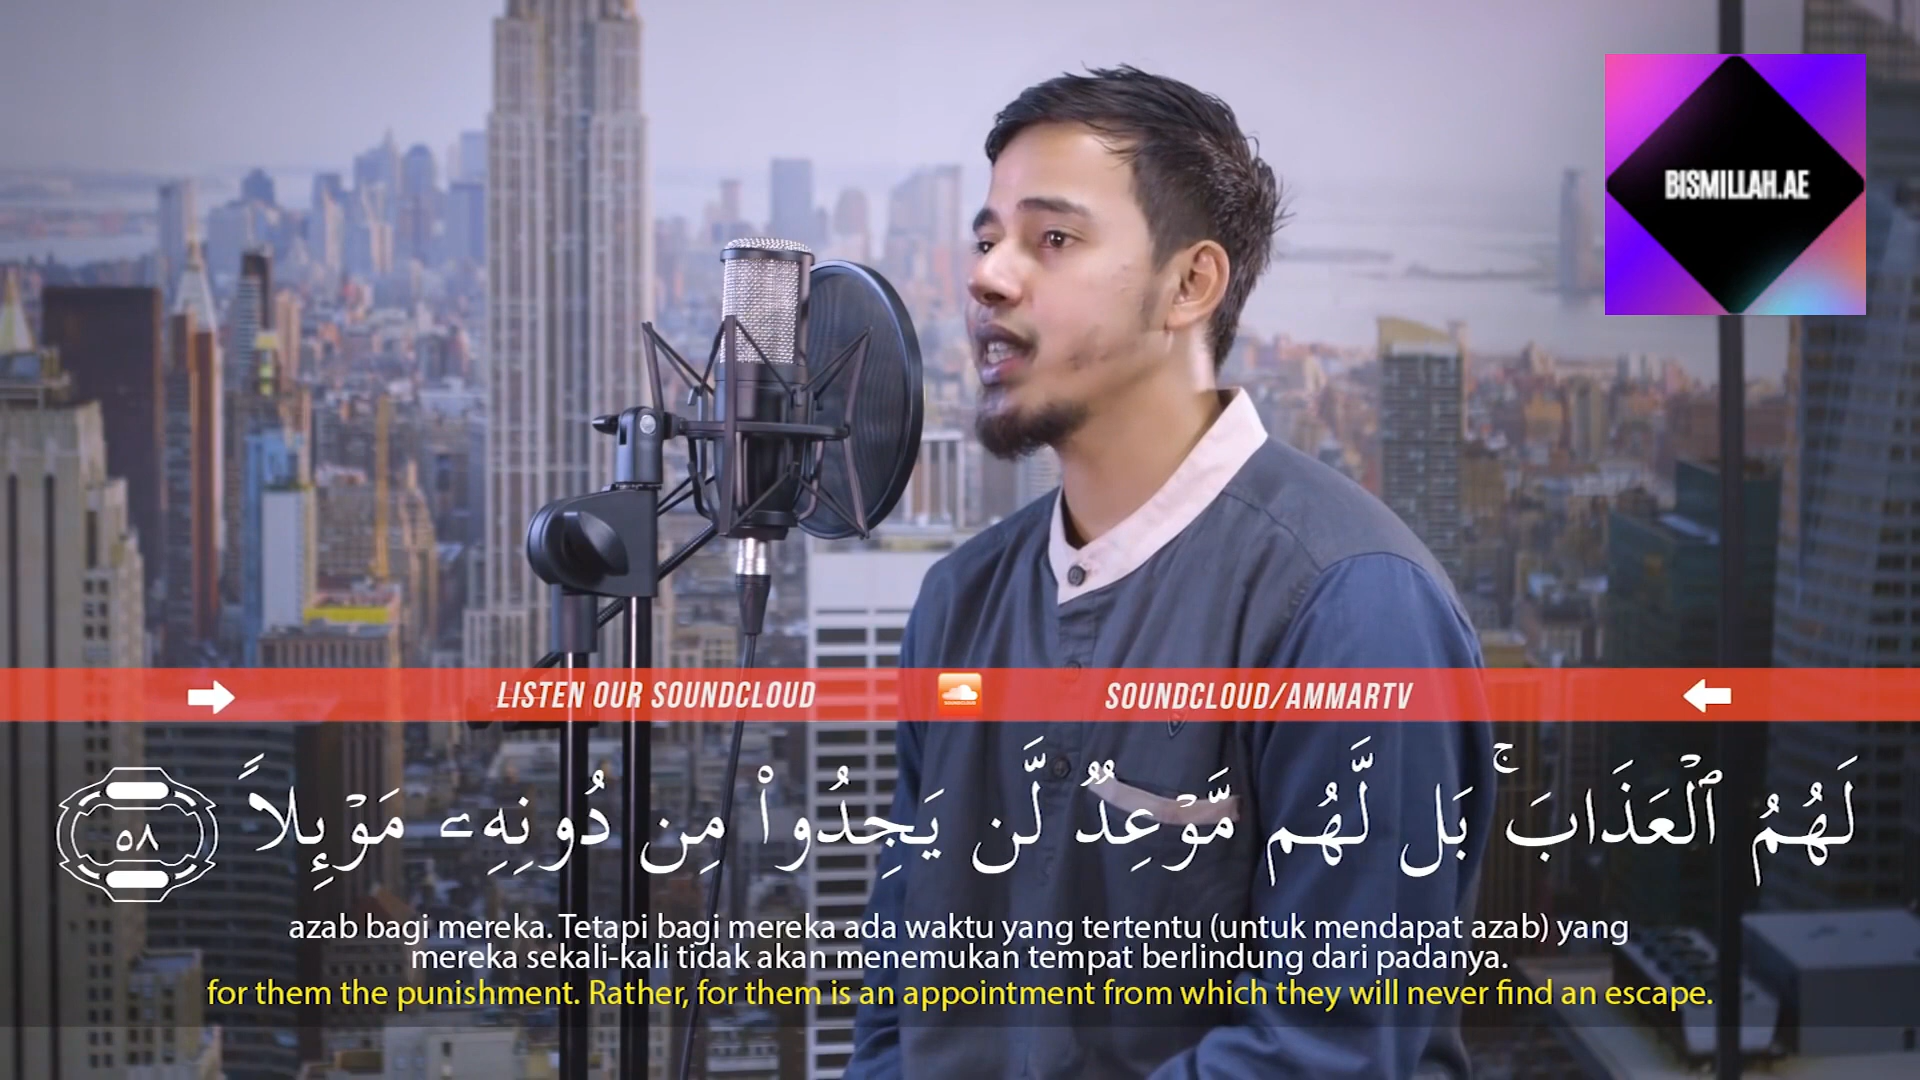 BISMILLAH.AE
LISTEN OUR SOUNDCLOUD
SOUNDCLOUD/AMMARTV
لَهُمُ ٱلْعَذَابَ ۚ بَل لَّهُم مَّوْعِدٌ لَّن يَجِدُوا۟ مِن دُونِهِۦ مَوْئِلاً ٥٨
azab bagi mereka. Tetapi bagi mereka ada waktu yang tertentu (untuk mendapat azab) yang
mereka sekali-kali tidak akan menemukan tempat berlindung dari padanya.
for them the punishment. Rather, for them is an appointment from which they will never find an escape.